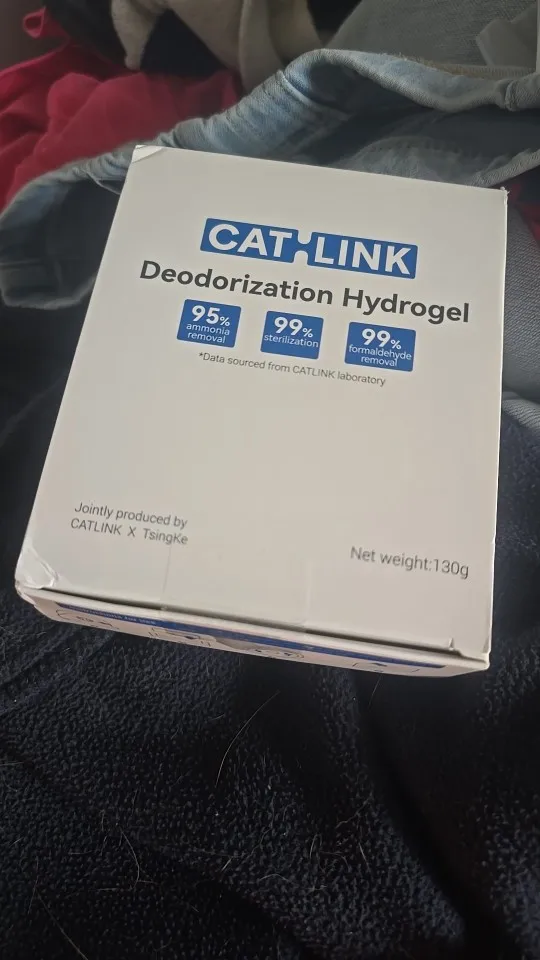 CATLINK
Deodorization Hydrogel
95%
ammonia
removal
99%
sterilization
99%
formaldehyde
removal
*Data sourced from CATLINK laboratory
Jointly produced by
CATLINK X TsingKe
Net weight:130g